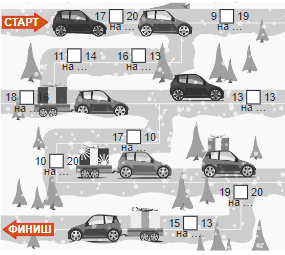 СТАРТ 17 □ 20 9 □ 19
на ... на ...
11 □ 14 16 □ 13
на ... на ...
18 □ 13 □ 13
на ... на ...
17 □ 10
на ...
10 □ 20
на ...
19 □ 20
на ...
ФИНИШ 15 □ 13
на ...